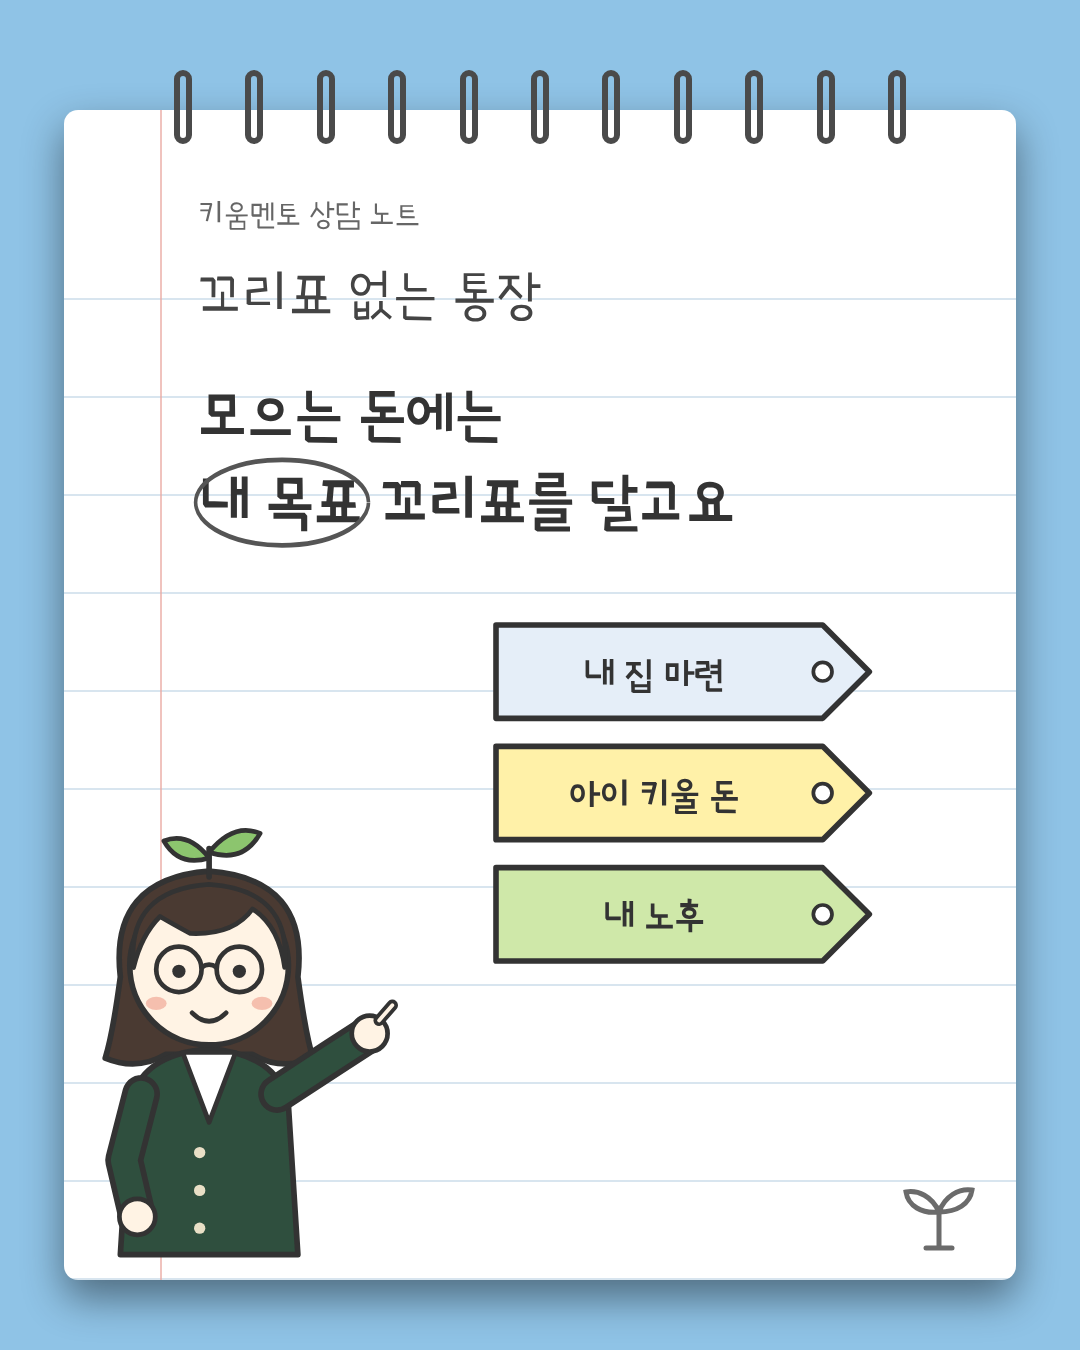 키움멘토 상담 노트
꼬리표 없는 통장
모으는 돈에는
내 목표 꼬리표를 달고요
내 집 마련
아이 키울 돈
내 노후